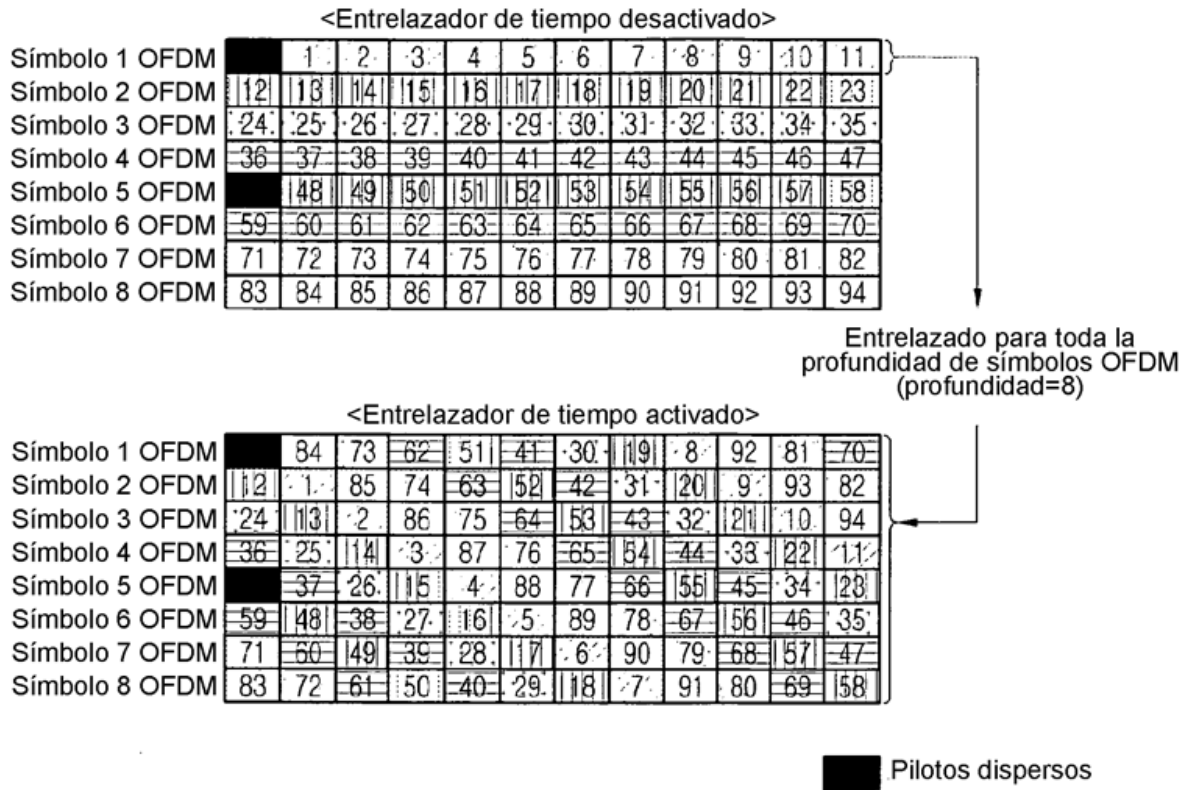 <Entrelazador de tiempo desactivado>
Símbolo 1 OFDM 1 2 3 4 5 6 7 8 9 10 11
Símbolo 2 OFDM 12 13 14 15 16 17 18 19 20 21 22 23
Símbolo 3 OFDM 24 25 26 27 28 29 30 31 32 33 34 35
Símbolo 4 OFDM 36 37 38 39 40 41 42 43 44 45 46 47
Símbolo 5 OFDM 48 49 50 51 52 53 54 55 56 57 58
Símbolo 6 OFDM 59 60 61 62 63 64 65 66 67 68 69 70
Símbolo 7 OFDM 71 72 73 74 75 76 77 78 79 80 81 82
Símbolo 8 OFDM 83 84 85 86 87 88 89 90 91 92 93 94
Entrelazado para toda la
profundidad de símbolos OFDM
(profundidad=8)
<Entrelazador de tiempo activado>
Símbolo 1 OFDM 84 73 62 51 41 30 19 8 92 81 70
Símbolo 2 OFDM 12 1 85 74 63 52 42 31 20 9 93 82
Símbolo 3 OFDM 24 13 2 86 75 64 53 43 32 21 10 94
Símbolo 4 OFDM 36 25 14 3 87 76 65 54 44 33 22 11
Símbolo 5 OFDM 37 26 15 4 88 77 66 55 45 34 23
Símbolo 6 OFDM 59 48 38 27 16 5 89 78 67 56 46 35
Símbolo 7 OFDM 71 60 49 39 28 17 6 90 79 68 57 47
Símbolo 8 OFDM 83 72 61 50 40 29 18 7 91 80 69 58
Pilotos dispersos